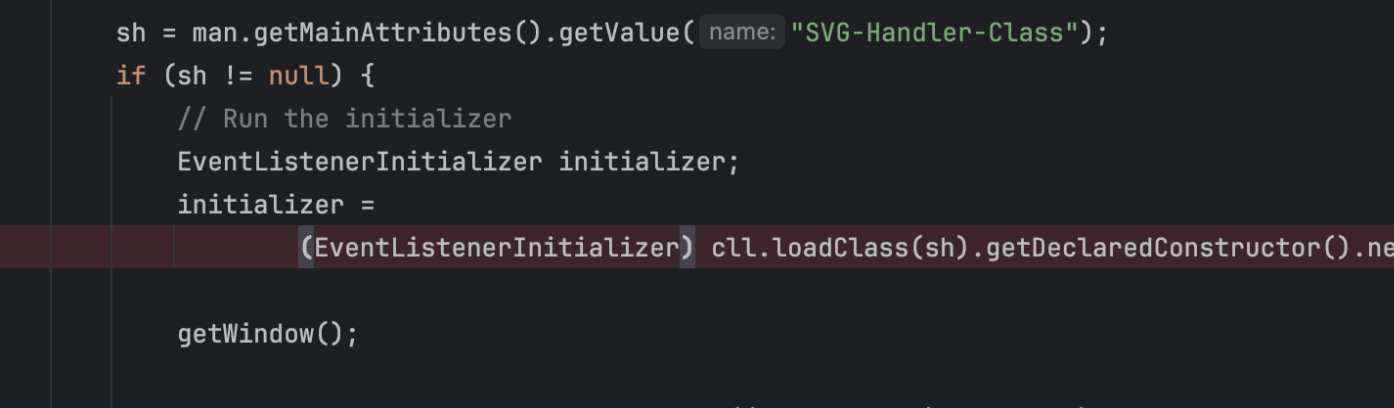 sh = man.getMainAttributes().getValue( name: "SVG-Handler-Class");
if (sh != null) {
// Run the initializer
EventListenerInitializer initializer;
initializer =
(EventListenerInitializer) cll.loadClass(sh).getDeclaredConstructor().ne
getWindow();